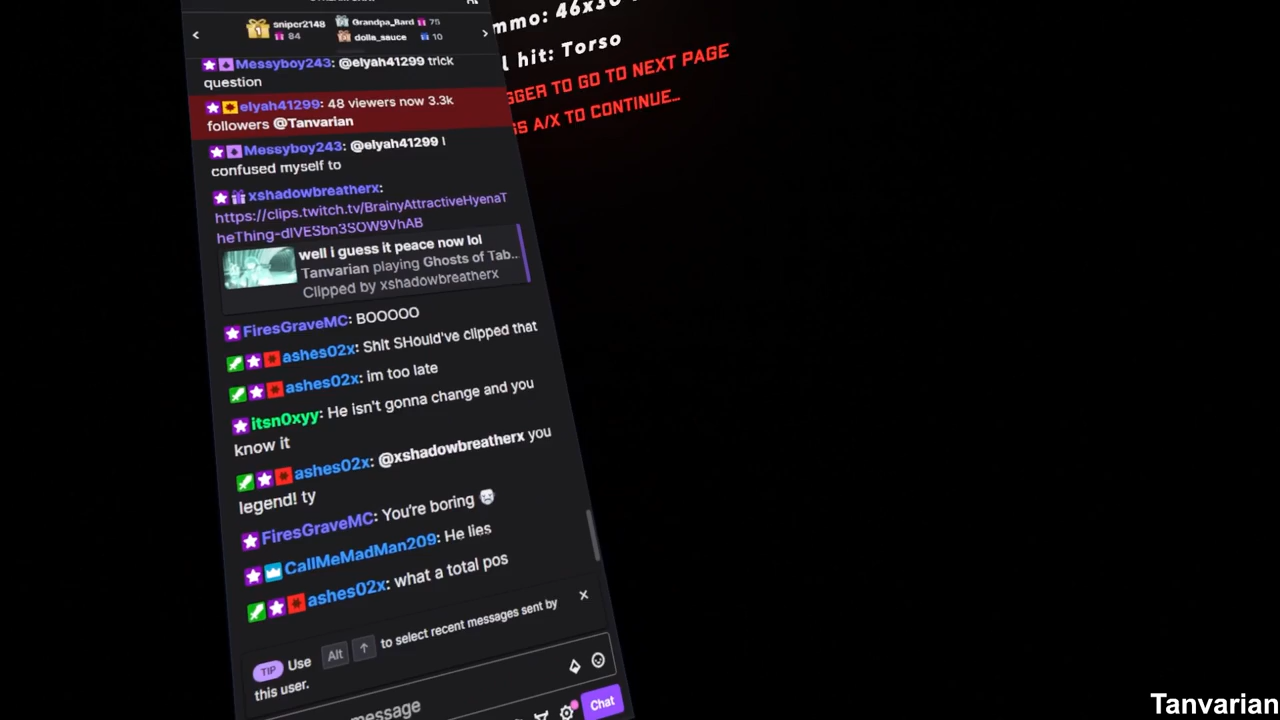 sniper2148
84
Grandpa_Bard 75
dolla_sauce 10
mmo: 46x30
l hit: Torso
GGER TO GO TO NEXT PAGE
SS A/X TO CONTINUE...
Messyboy243: @elyah41299 trick
question
elyah41299: 48 viewers now 3.3k
followers @Tanvarian
Messyboy243: @elyah41299 I
confused myself to
xshadowbreatherx:
https://clips.twitch.tv/BrainyAttractiveHyenaT
heThing-dlVESbn3SOW9VhAB
well i guess it peace now lol
Tanvarian playing Ghosts of Tab...
Clipped by xshadowbreatherx
FiresGraveMC: BOOOOO
ashes02x: Shit SHould've clipped that
ashes02x: im too late
itsn0xyy: He isn't gonna change and you
know it
ashes02x: @xshadowbreatherx you
legend! ty
FiresGraveMC: You're boring
CallMeMadMan209: He lies
ashes02x: what a total pos
TIP Use Alt ↑ to select recent messages sent by
this user.
message
Chat
Tanvarian